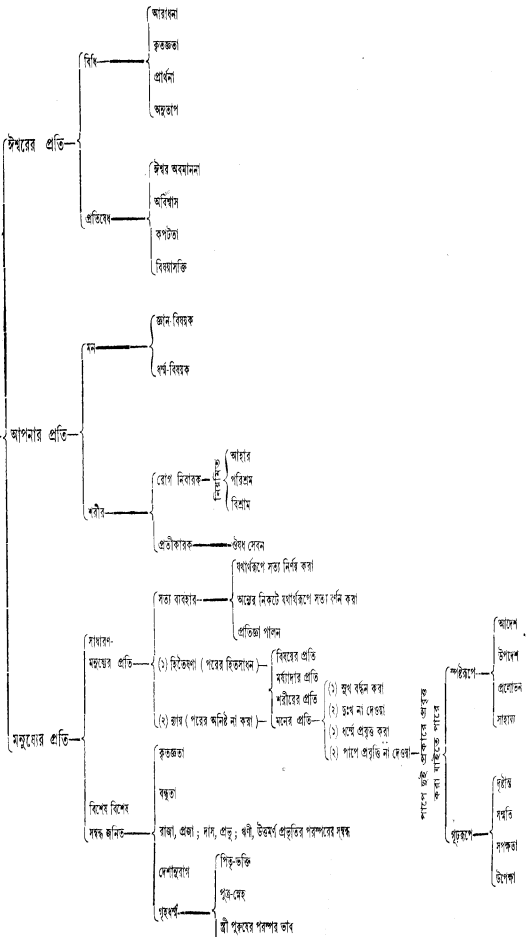 ঈশ্বরের প্রতি
বিধি
আরাধনা
কৃতজ্ঞতা
প্রার্থনা
অনুতাপ
প্রতিষেধ
ঈশ্বর অবমাননা
অবিশ্বাস
কপটতা
বিষয়াসক্তি
আপনার প্রতি
মন
জ্ঞান-বিষয়ক
ধর্ম্ম-বিষয়ক
শরীর
রোগ নিবারক
নিয়মিত
আহার
পরিশ্রম
বিশ্রাম
প্রতীকারক
ঔষধ সেবন
মনুষ্যের প্রতি
সাধারণ-
মনুষ্যের প্রতি
সত্য ব্যবহার
যথার্থরূপে সত্য নির্ণয় করা
অন্যের নিকটে যথার্থরূপে সত্য বর্ণন করা
প্রতিজ্ঞা পালন
(১) হিতৈষণা (পরের হিতসাধন)
(২) ন্যায় (পরের অনিষ্ট না করা)
বিষয়ের প্রতি
মর্য্যাদার প্রতি
শরীরের প্রতি
মনের প্রতি
(১) সুখ বর্দ্ধন করা
(২) দুঃখ না দেওয়া
(১) ধর্ম্মে প্রবৃত্ত করা
(২) পাপে প্রবৃত্তি না দেওয়া
পাপে দুই প্রকারে প্রবৃত্ত
করা যাইতে পারে
স্পষ্টরূপে
আদেশ
উপদেশ
প্রলোভন
সাহায্য
গূঢ়রূপে
দৃষ্টান্ত
সম্মতি
সপক্ষতা
উপেক্ষা
বিশেষ বিশেষ
সম্বন্ধ জনিত
কৃতজ্ঞতা
বন্ধুতা
রাজা, প্রজা ; দাস, প্রভু ; ঋণী, উত্তমর্ণ প্রভৃতির পরস্পরের সম্বন্ধ
দেশানুরাগ
গৃহধর্ম্ম
পিতৃ-ভক্তি
পুত্র-স্নেহ
স্ত্রী পুরুষের পরস্পর ভাব